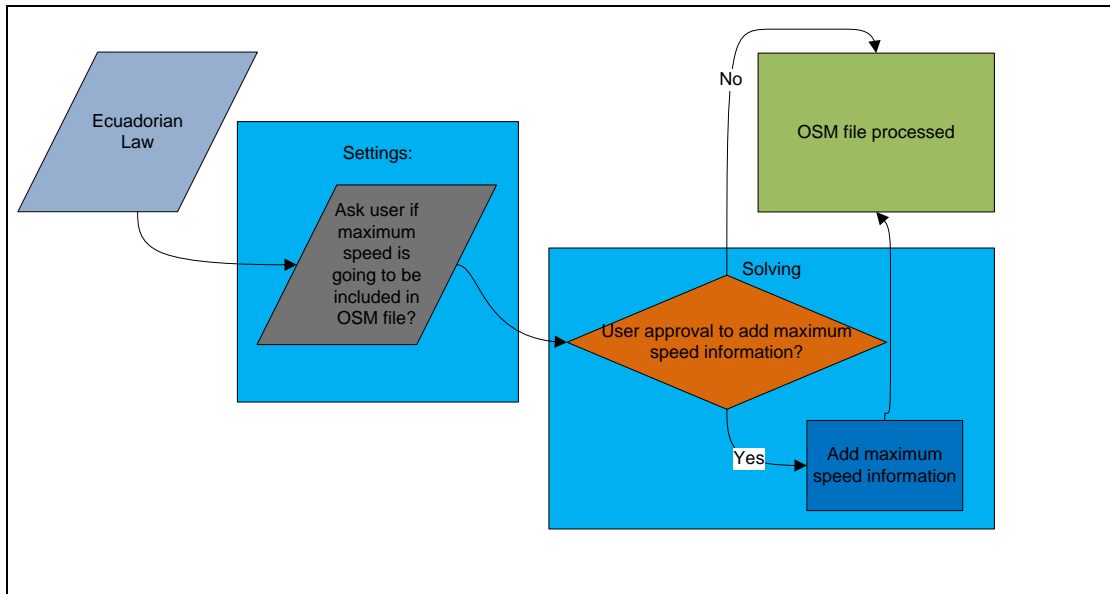 Ecuadorian
Law
Settings:
Ask user if
maximum
speed is
going to be
included in
OSM file?
No
OSM file processed
Solving
User approval to add maximum
speed information?
Yes
Add maximum
speed information